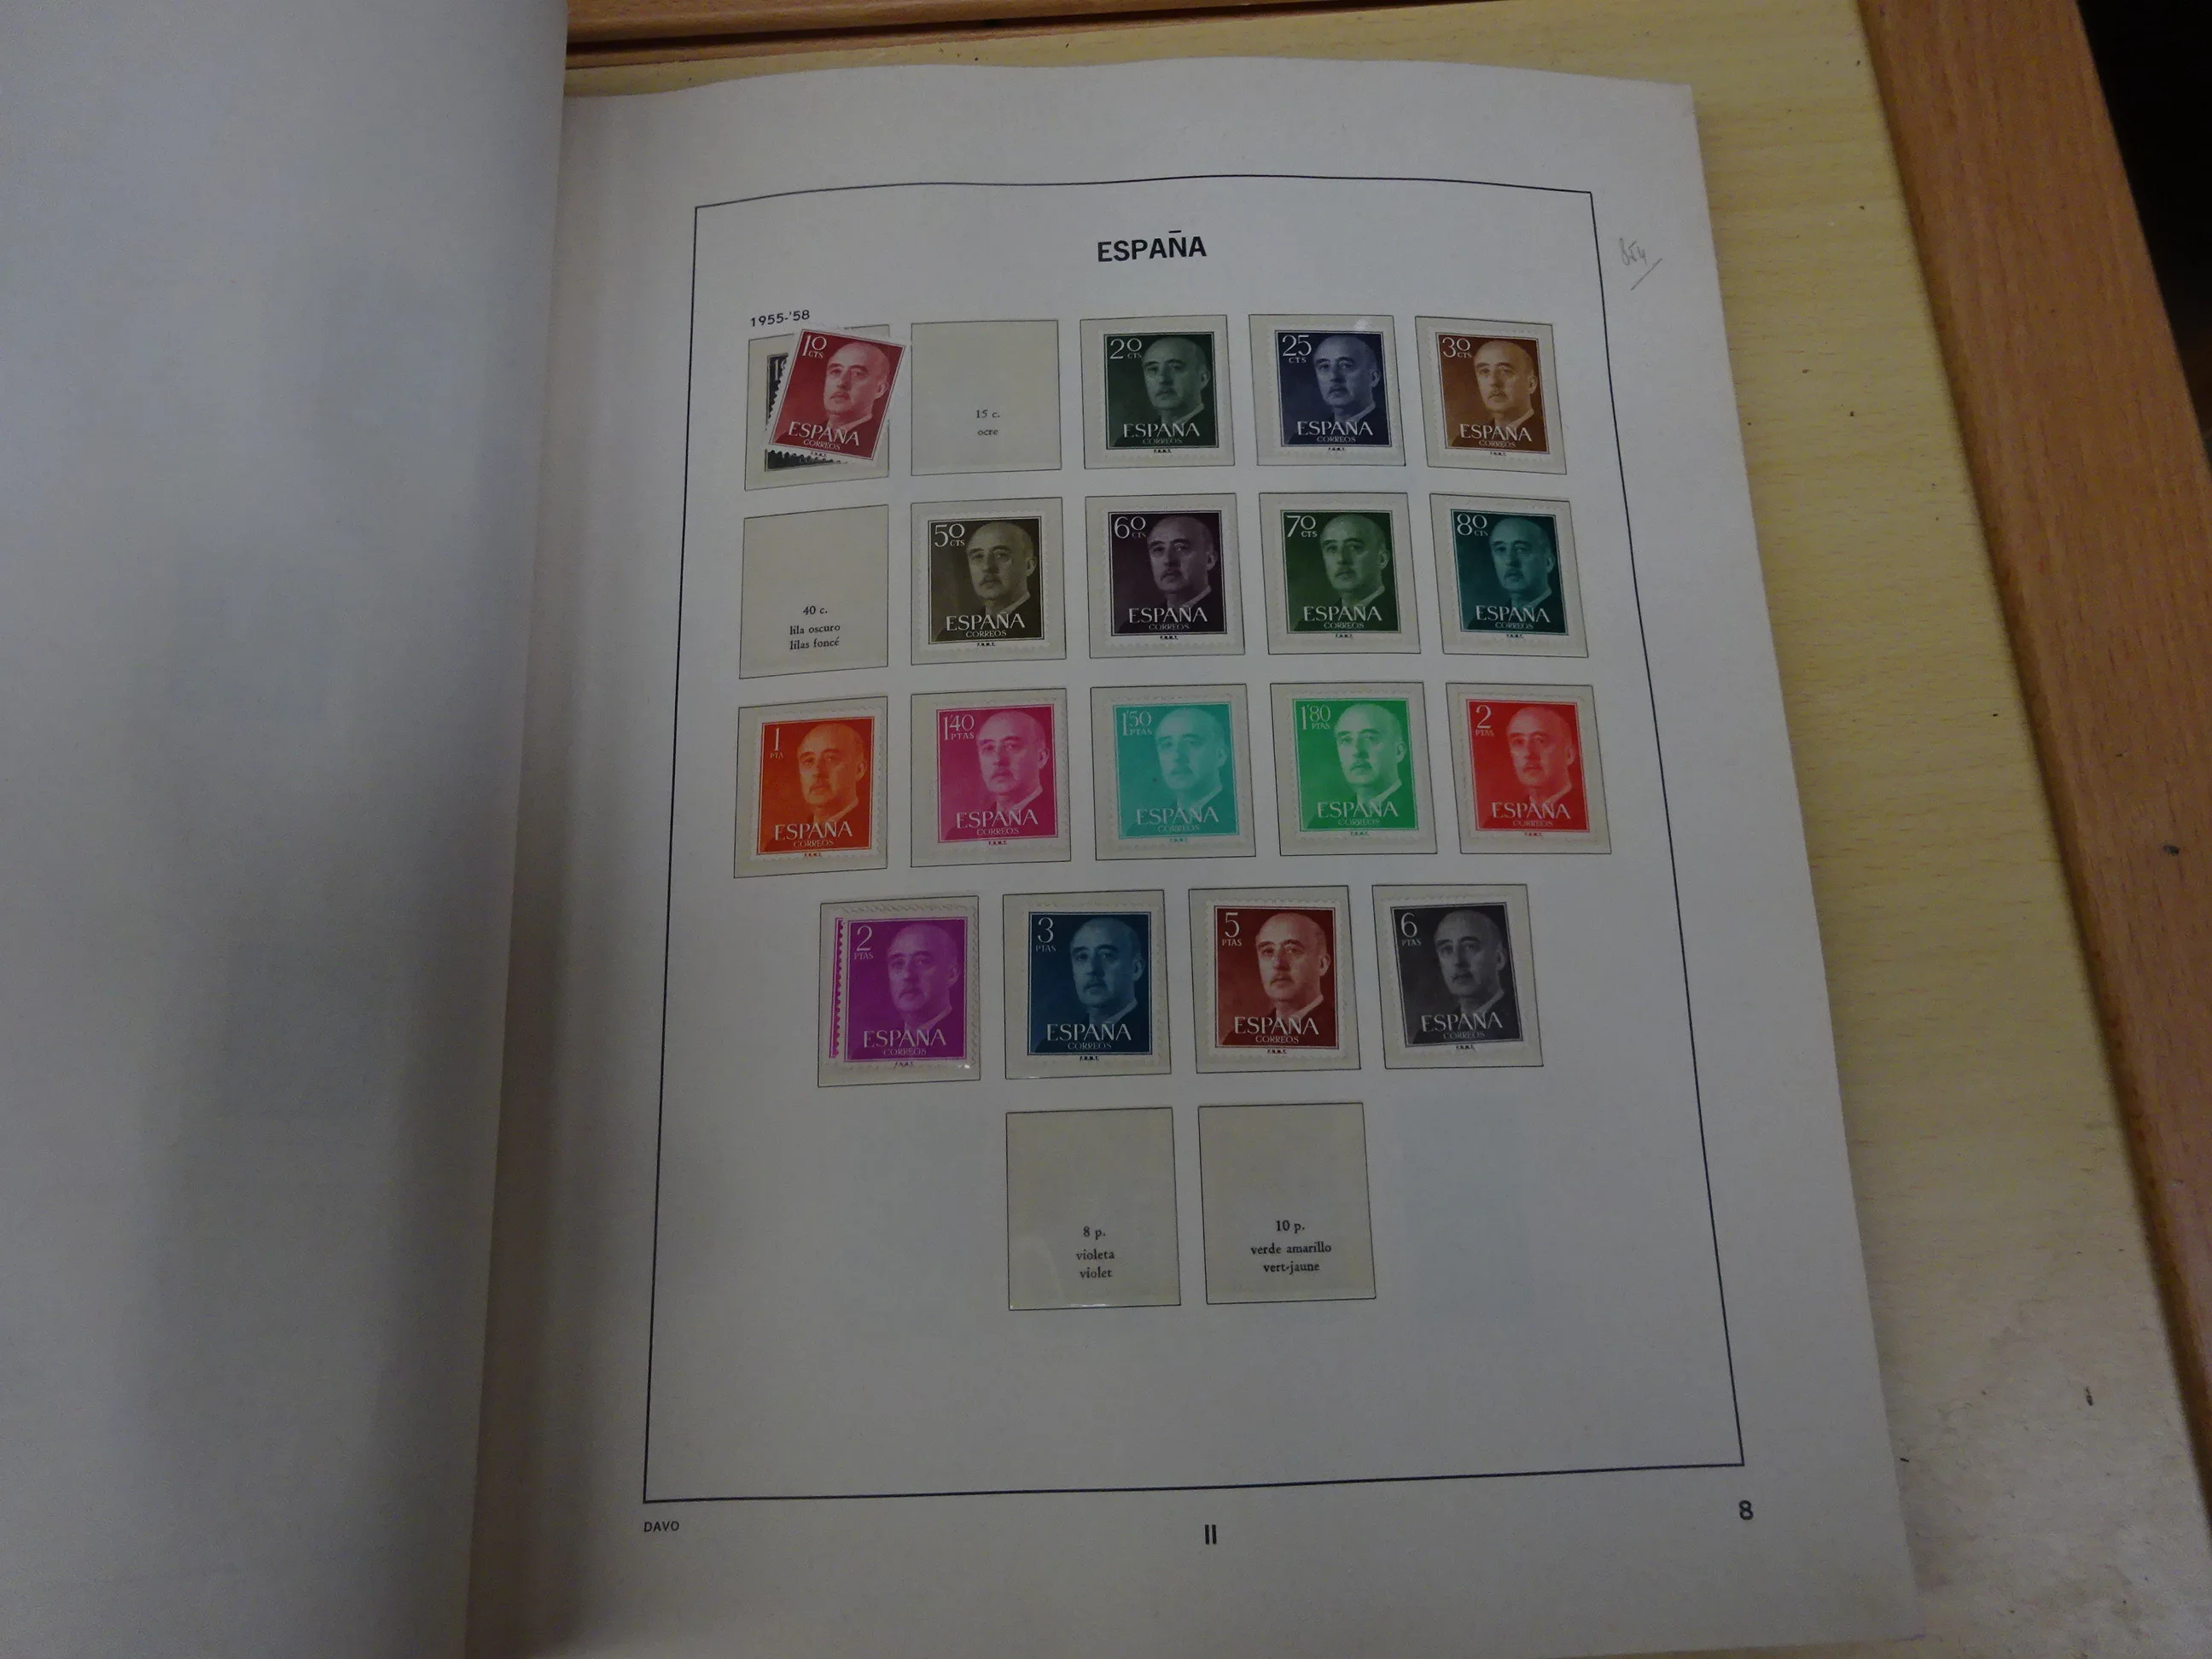 ESPAÑA
854
1955-'58
10 CTS
ESPAÑA
CORREOS
F.N.M.T.
15 c.
ocre
20 CTS
ESPAÑA
CORREOS
F.N.M.T.
25 CTS
ESPAÑA
CORREOS
30 CTS
ESPAÑA
CORREOS
F.N.M.T.
40 c.
lila oscuro
lilas foncé
50 CTS
ESPAÑA
CORREOS
F.N.M.T.
60 CTS
ESPAÑA
CORREOS
F.N.M.T.
70 CTS
ESPAÑA
CORREOS
F.N.M.T.
80 CTS
ESPAÑA
CORREOS
F.N.M.T.
1 PTA
ESPAÑA
CORREOS
F.N.M.T.
1'40 PTAS
ESPAÑA
CORREOS
F.N.M.T.
1'50 PTAS
ESPAÑA
CORREOS
F.N.M.T.
1'80 PTAS
ESPAÑA
CORREOS
F.N.M.T.
2 PTAS
ESPAÑA
CORREOS
F.N.M.T.
2 PTAS
ESPAÑA
CORREOS
3 PTAS
ESPAÑA
CORREOS
F.N.M.T.
5 PTAS
ESPAÑA
CORREOS
F.N.M.T.
6 PTAS
ESPAÑA
CORREOS
F.N.M.T.
8 p.
violeta
violet
10 p.
verde amarillo
vert-jaune
DAVO
II
8